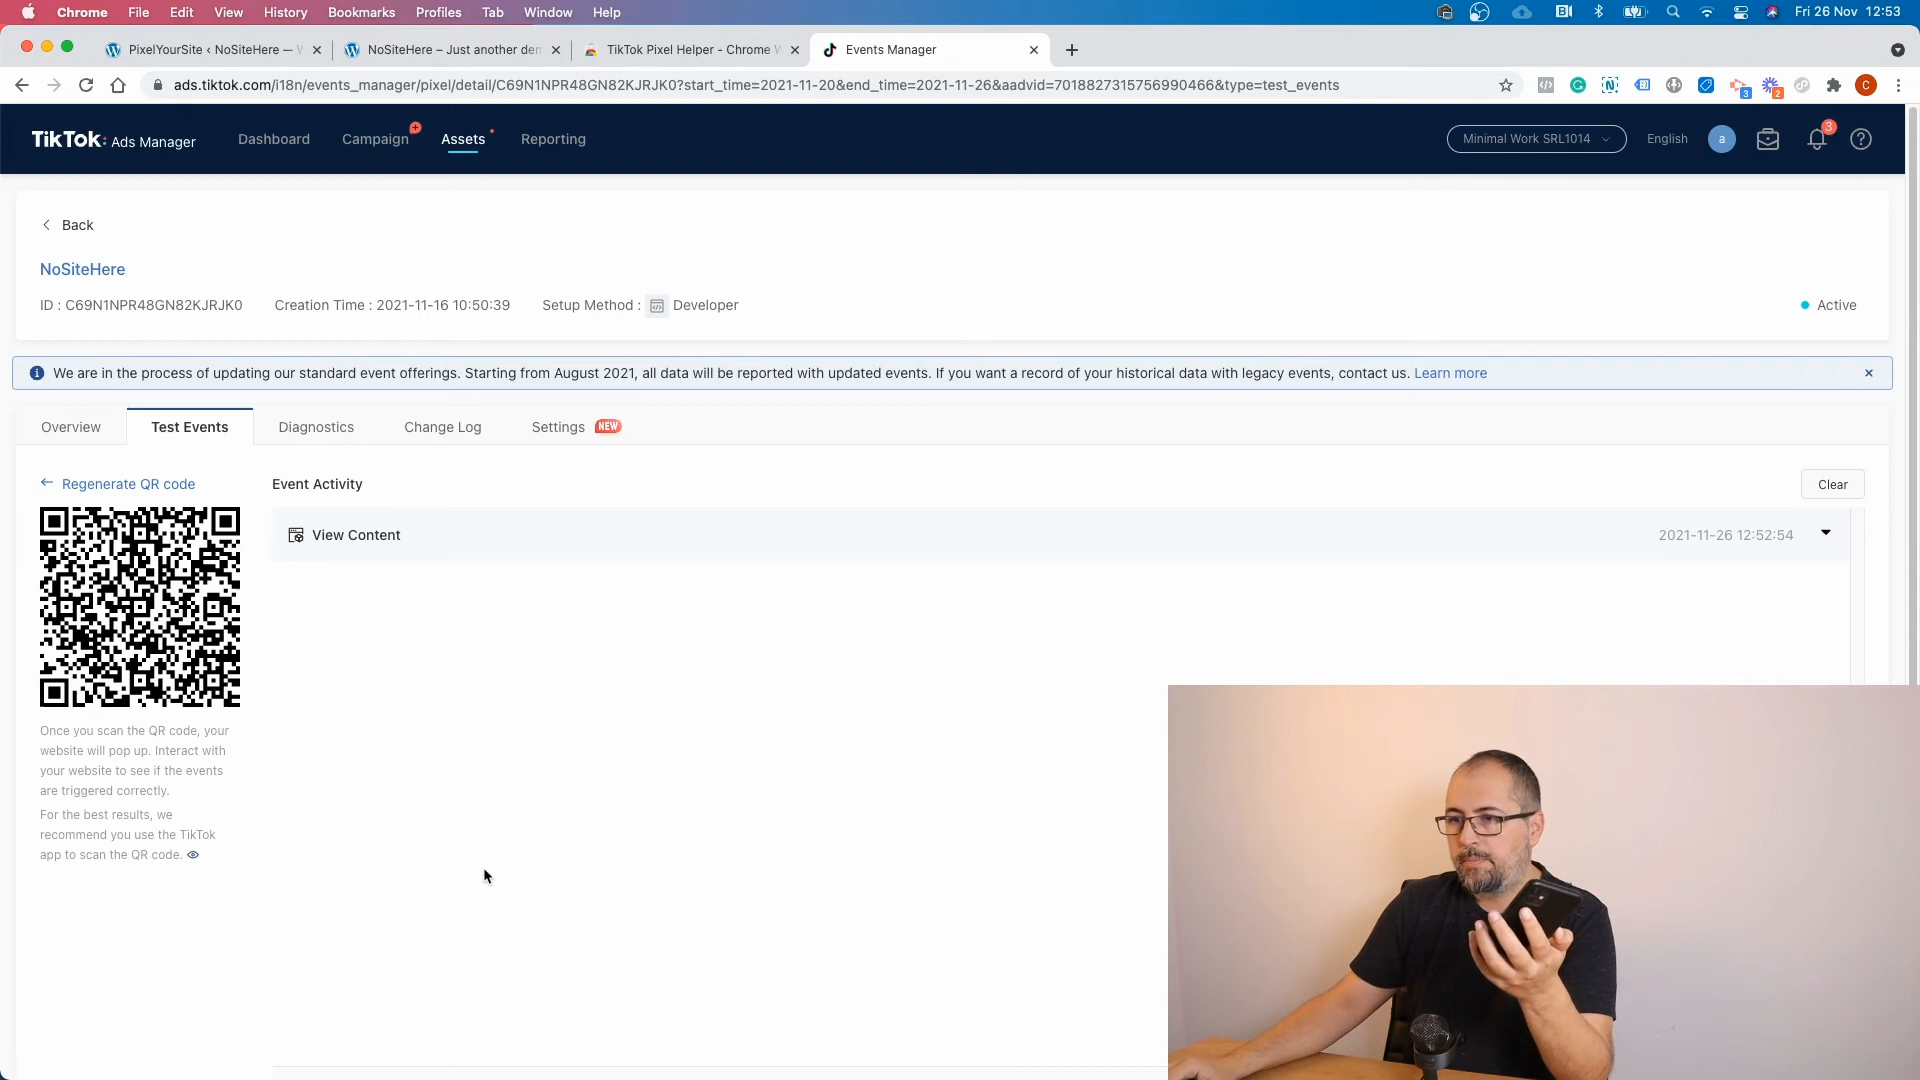 Chrome File Edit View History Bookmarks Profiles Tab Window Help Fri 26 Nov 12:53
PixelYourSite ‹ NoSiteHere — W
NoSiteHere – Just another dem
TikTok Pixel Helper - Chrome W
Events Manager
ads.tiktok.com/i18n/events_manager/pixel/detail/C69N1NPR48GN82KJRJK0?start_time=2021-11-20&end_time=2021-11-26&aadvid=7018827315756990466&type=test_events
3
2
C
TikTok: Ads Manager
Dashboard
Campaign
Assets
Reporting
Minimal Work SRL1014
English
a
3
Back
NoSiteHere
ID : C69N1NPR48GN82KJRJK0 Creation Time : 2021-11-16 10:50:39 Setup Method : Developer
Active
We are in the process of updating our standard event offerings. Starting from August 2021, all data will be reported with updated events. If you want a record of your historical data with legacy events, contact us. Learn more
Overview Test Events Diagnostics Change Log Settings NEW
Regenerate QR code
Event Activity
Clear
View Content
2021-11-26 12:52:54
Once you scan the QR code, your
website will pop up. Interact with
your website to see if the events
are triggered correctly.
For the best results, we
recommend you use the TikTok
app to scan the QR code.